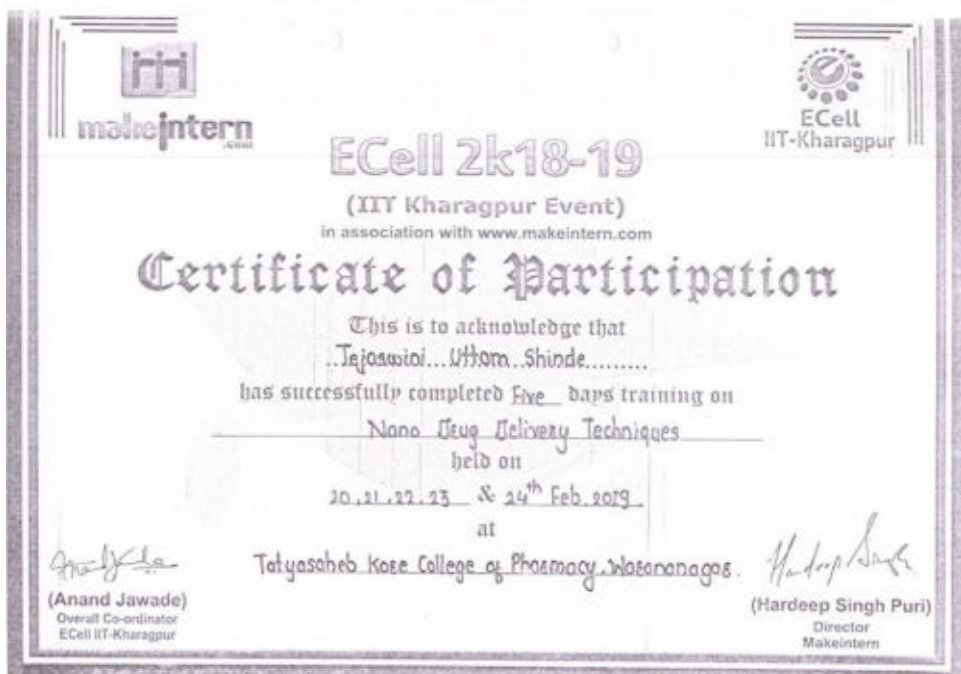 makeintern
.com
ECell
IIT-Kharagpur
ECell 2k18-19
(IIT Kharagpur Event)
in association with www.makeintern.com
Certificate of Participation
This is to acknowledge that
Tejaswini Uttam Shinde
has successfully completed Five days training on
Nano Drug Delivery Techniques
held on
20,21,22,23 & 24th Feb.2019.
at
Tatyasaheb Kore College of Pharmacy Warananagar.
(Anand Jawade)
Overall Co-ordinator
ECell IIT-Kharagpur
(Hardeep Singh Puri)
Director
Makeintern